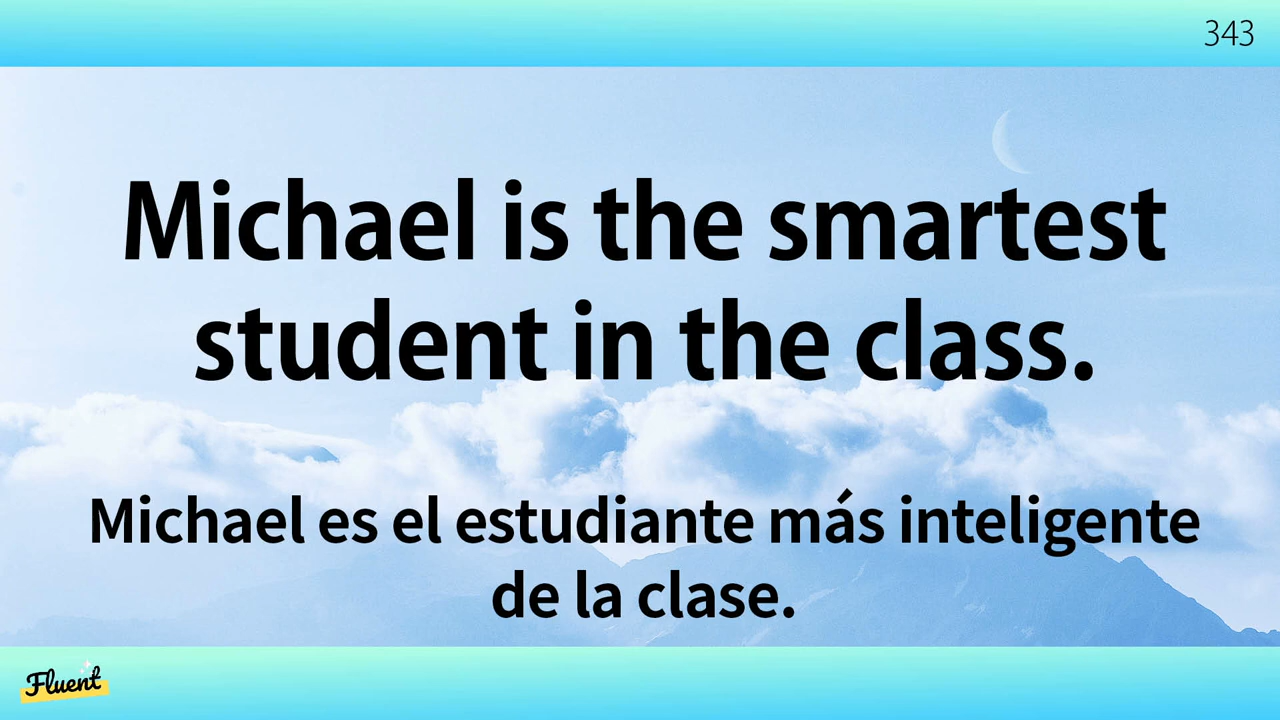 343
Michael is the smartest
student in the class.
Michael es el estudiante más inteligente
de la clase.
Fluent